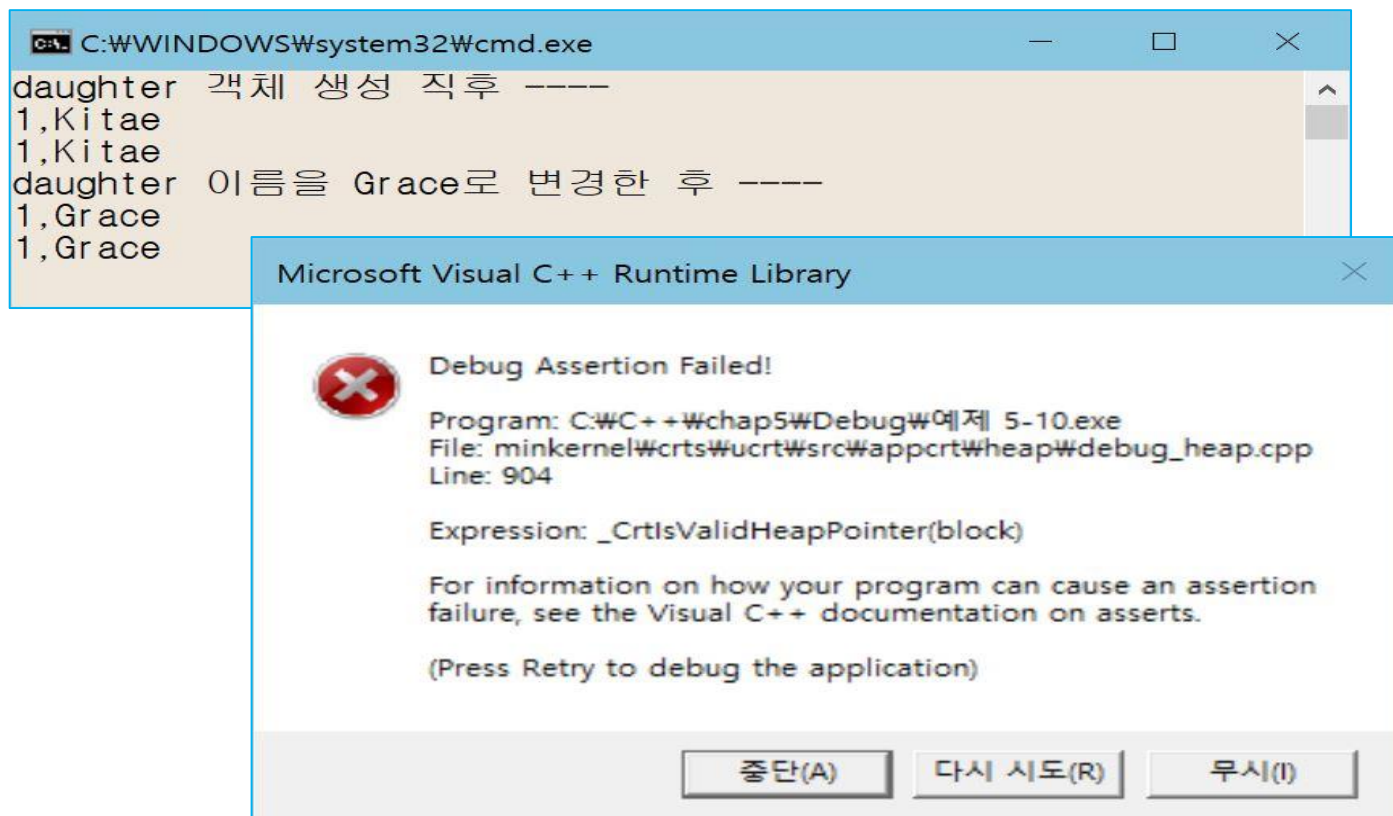 C:₩WINDOWS₩system32₩cmd.exe
daughter 객체 생성 직후 ----
1,Kitae
1,Kitae
daughter 이름을 Grace로 변경한 후 ----
1,Grace
1,Grace
Microsoft Visual C++ Runtime Library
Debug Assertion Failed!
Program: C:₩C++₩chap5₩Debug₩예제 5-10.exe
File: minkernel₩crts₩ucrt₩src₩appcrt₩heap₩debug_heap.cpp
Line: 904
Expression: _CrtIsValidHeapPointer(block)
For information on how your program can cause an assertion
failure, see the Visual C++ documentation on asserts.
(Press Retry to debug the application)
중단(A) 다시 시도(R) 무시(I)